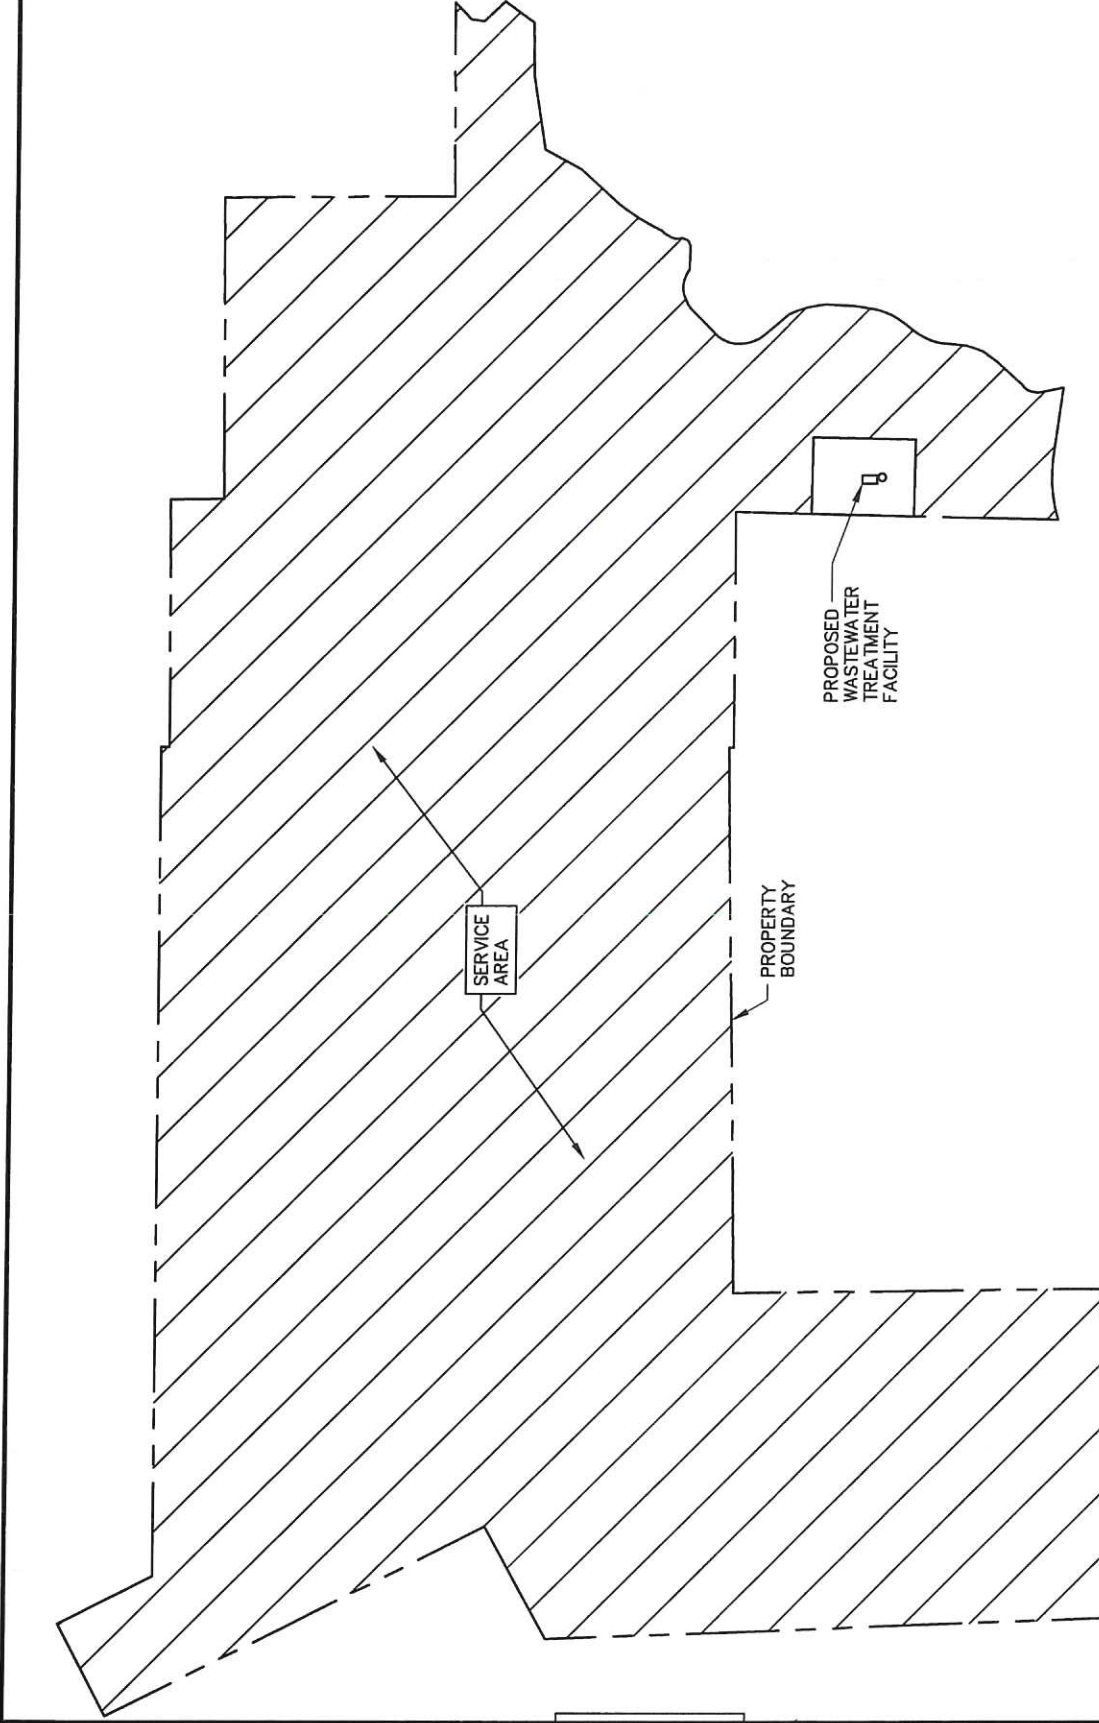 SERVICE
AREA
PROPERTY
BOUNDARY
PROPOSED
WASTEWATER
TREATMENT
FACILITY